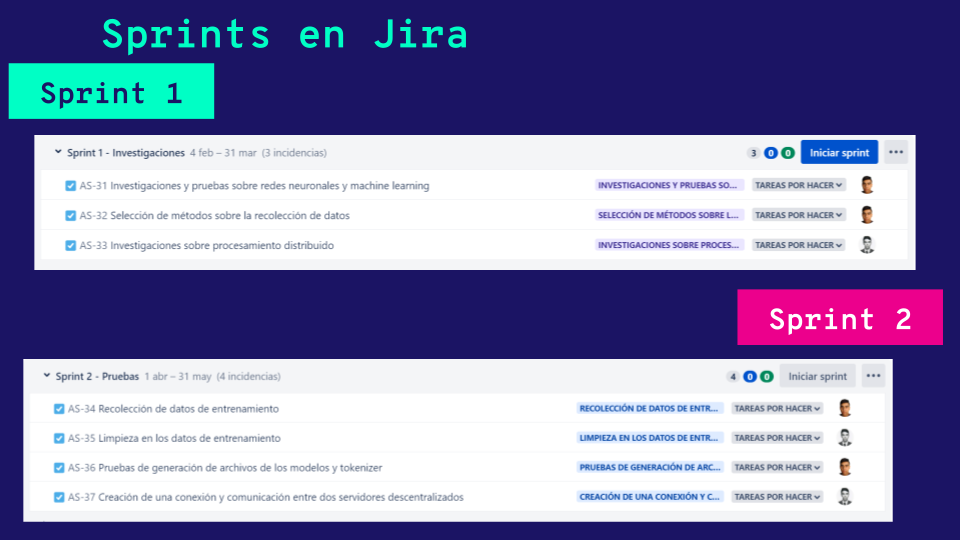 Sprints en Jira
Sprint 1
Sprint 1 - Investigaciones 4 feb – 31 mar (3 incidencias) 3 0 0 Iniciar sprint
AS-31 Investigaciones y pruebas sobre redes neuronales y machine learning INVESTIGACIONES Y PRUEBAS SO... TAREAS POR HACER
AS-32 Selección de métodos sobre la recolección de datos SELECCIÓN DE MÉTODOS SOBRE L... TAREAS POR HACER
AS-33 Investigaciones sobre procesamiento distribuido INVESTIGACIONES SOBRE PROCES... TAREAS POR HACER
Sprint 2
Sprint 2 - Pruebas 1 abr – 31 may (4 incidencias) 4 0 0 Iniciar sprint
AS-34 Recolección de datos de entrenamiento RECOLECCIÓN DE DATOS DE ENTR... TAREAS POR HACER
AS-35 Limpieza en los datos de entrenamiento LIMPIEZA EN LOS DATOS DE ENTR... TAREAS POR HACER
AS-36 Pruebas de generación de archivos de los modelos y tokenizer PRUEBAS DE GENERACIÓN DE ARC... TAREAS POR HACER
AS-37 Creación de una conexión y comunicación entre dos servidores descentralizados CREACIÓN DE UNA CONEXIÓN Y C... TAREAS POR HACER